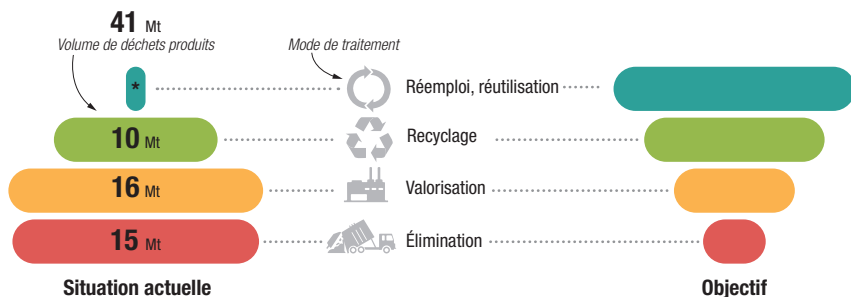 41 Mt
Volume de déchets produits
Mode de traitement
*
Réemploi, réutilisation
10 Mt
Recyclage
16 Mt
Valorisation
15 Mt
Élimination
Situation actuelle
Objectif